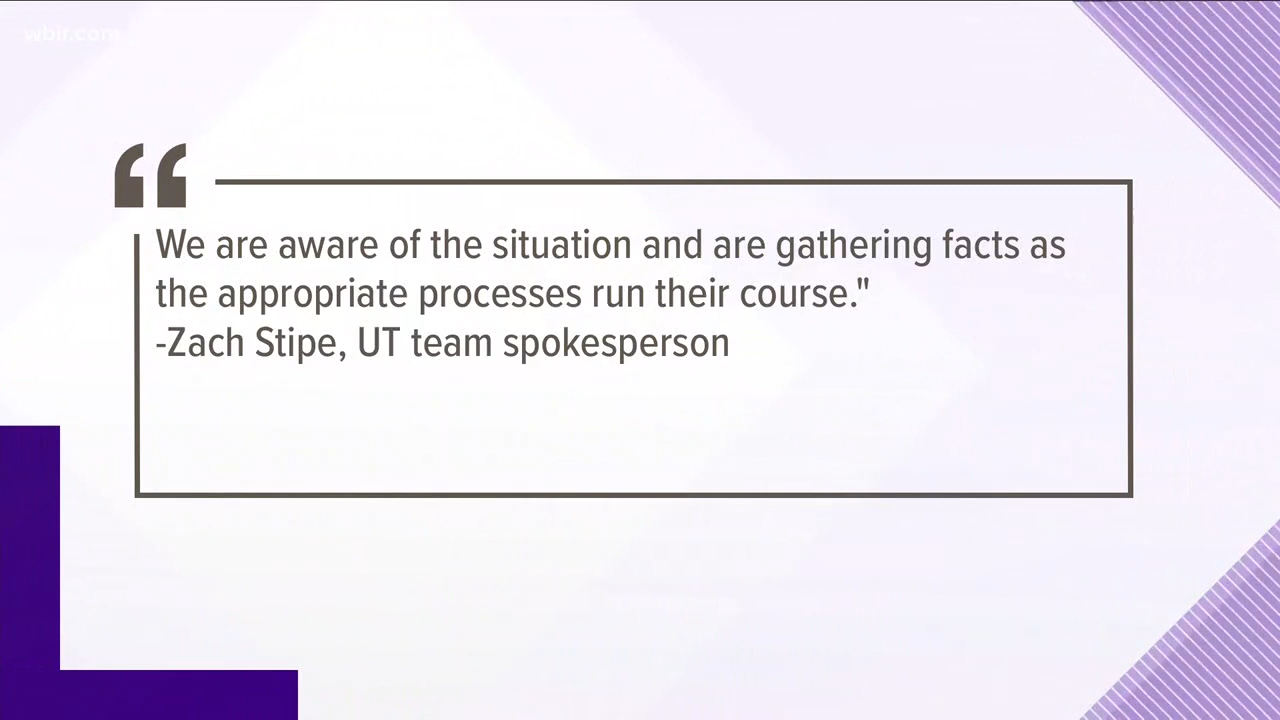 wbir.com
“
We are aware of the situation and are gathering facts as
the appropriate processes run their course."
-Zach Stipe, UT team spokesperson